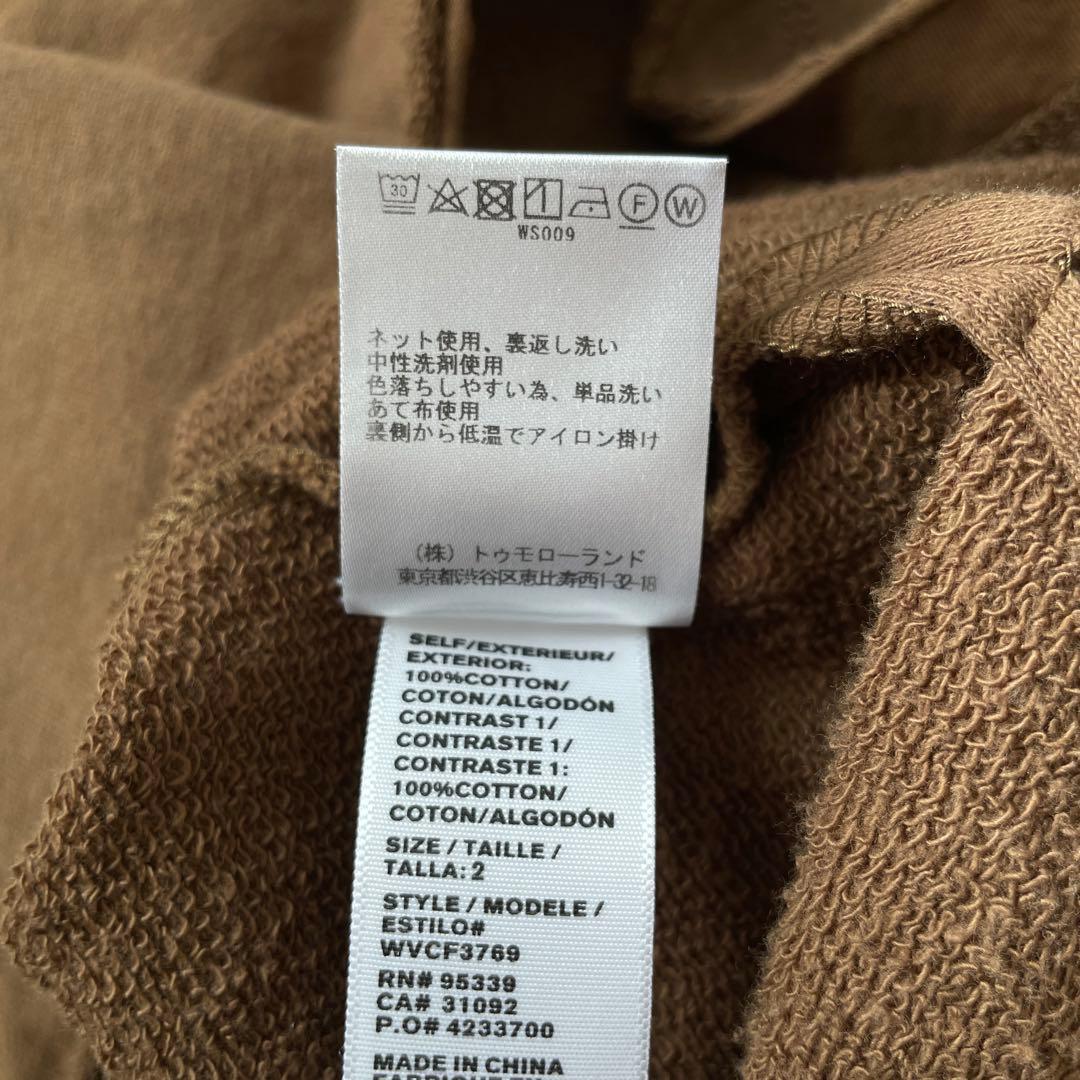 30 F W
WS009
ネット使用、裏返し洗い
中性洗剤使用
色落ちしやすい為、単品洗い
あて布使用
裏側から低温でアイロン掛け
(株) トゥモローランド
東京都渋谷区恵比寿西1-32-18
SELF/EXTERIEUR/
EXTERIOR:
100%COTTON/
COTON/ALGODÓN
CONTRAST 1/
CONTRASTE 1/
CONTRASTE 1:
100%COTTON/
COTON/ALGODÓN
SIZE / TAILLE /
TALLA: 2
STYLE / MODELE /
ESTILO#
WVCF3769
RN# 95339
CA# 31092
P.O# 4233700
MADE IN CHINA
FABRIQUE EN